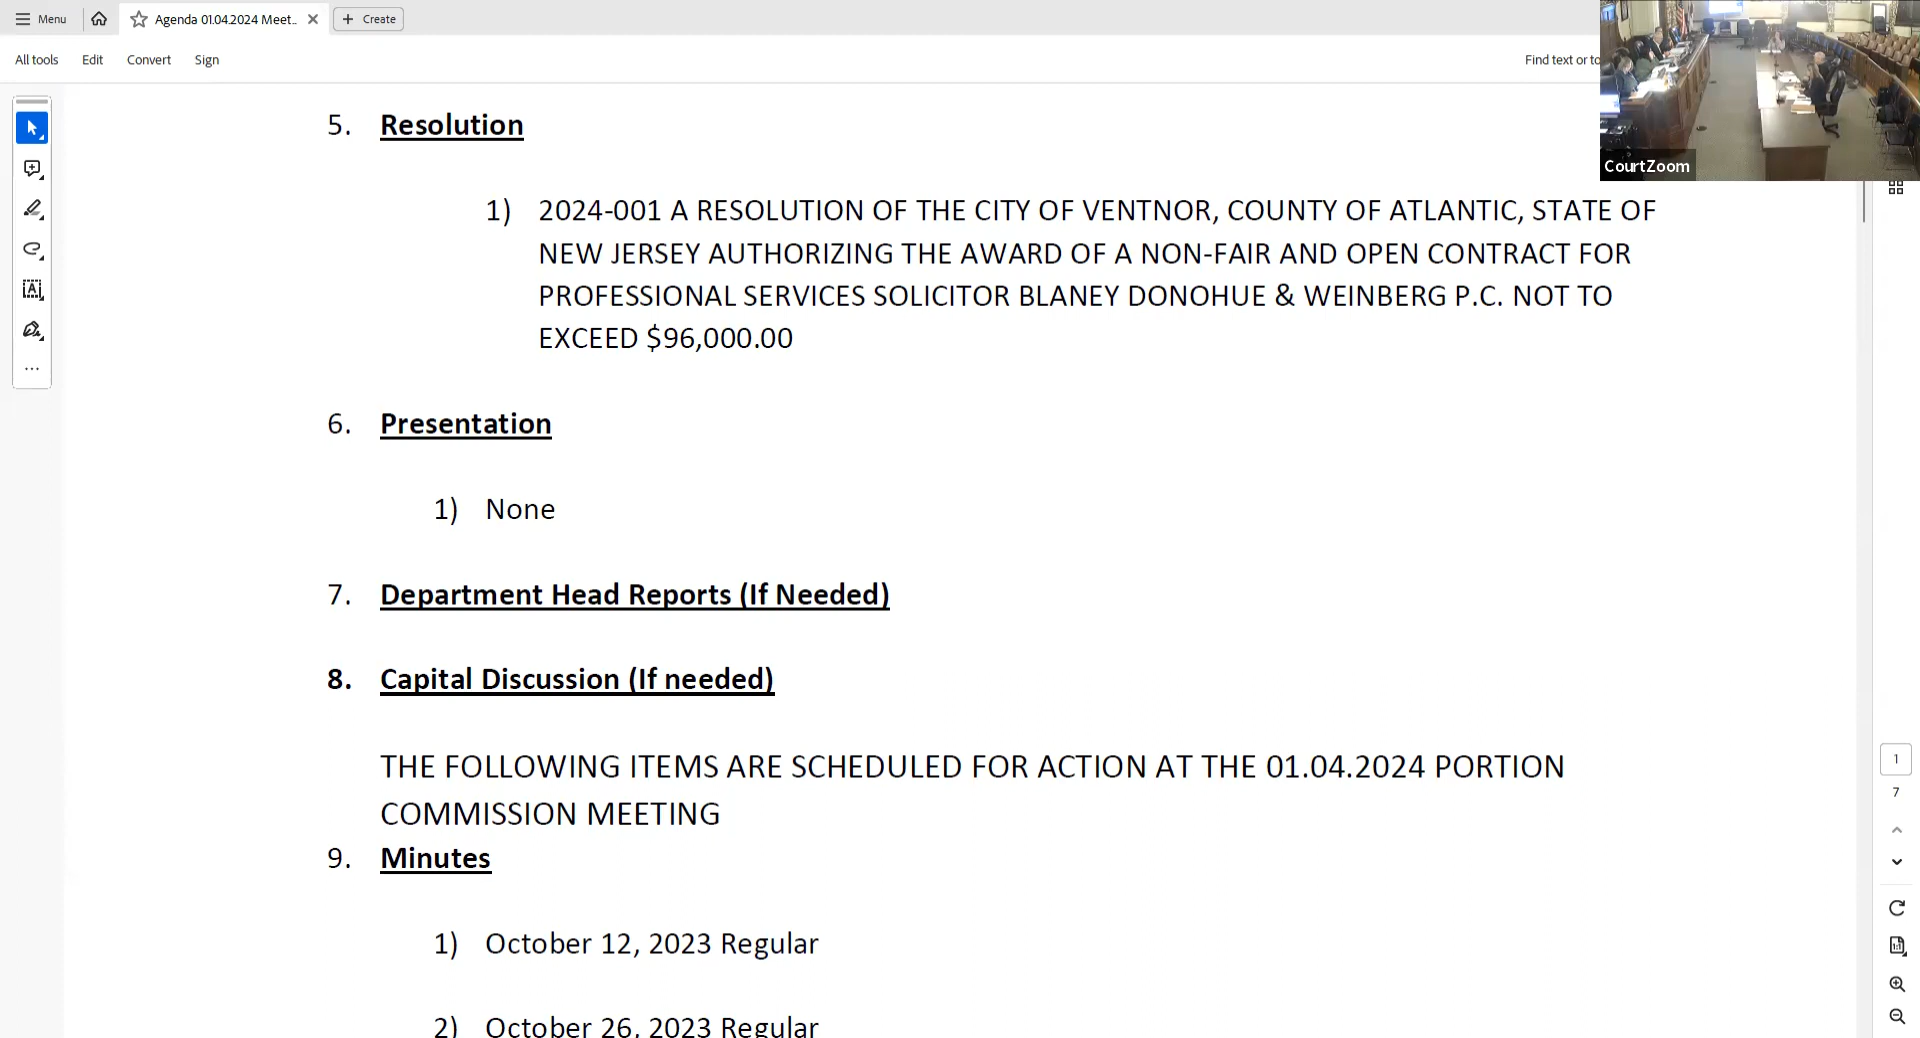 Menu
Agenda 01.04.2024 Meet..
Create
All tools
Edit
Convert
Sign
Find text or to
CourtZoom
5. Resolution
1) 2024-001 A RESOLUTION OF THE CITY OF VENTNOR, COUNTY OF ATLANTIC, STATE OF
NEW JERSEY AUTHORIZING THE AWARD OF A NON-FAIR AND OPEN CONTRACT FOR
PROFESSIONAL SERVICES SOLICITOR BLANEY DONOHUE & WEINBERG P.C. NOT TO
EXCEED $96,000.00
6. Presentation
1) None
7. Department Head Reports (If Needed)
8. Capital Discussion (If needed)
THE FOLLOWING ITEMS ARE SCHEDULED FOR ACTION AT THE 01.04.2024 PORTION
COMMISSION MEETING
9. Minutes
1) October 12, 2023 Regular
2) October 26, 2023 Regular
1
7